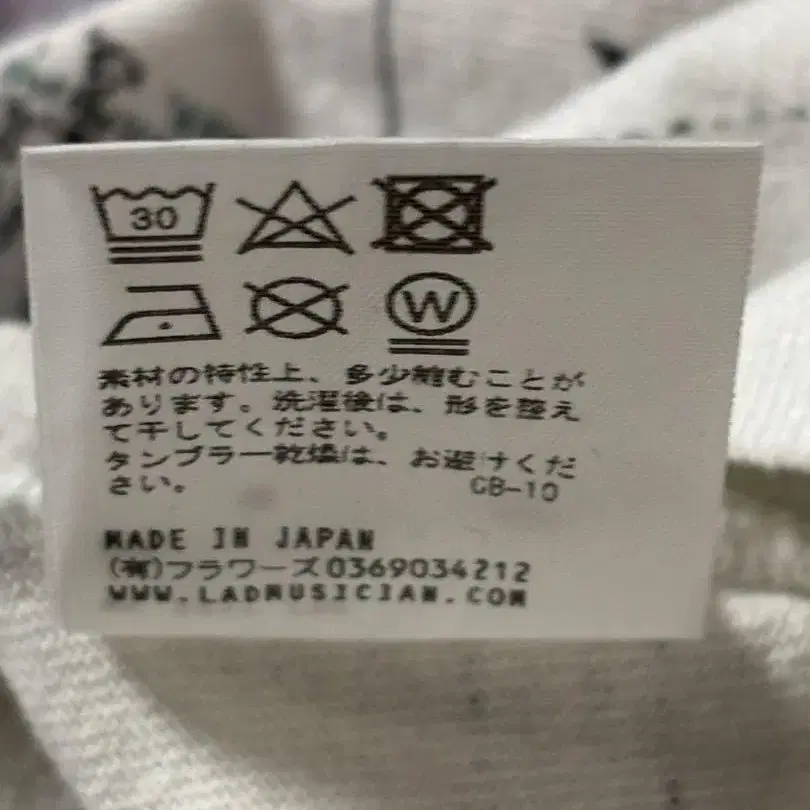 30
W
素材の特性上、多少縮むことが
あります。洗濯後は、形を整え
て干してください。
タンブラー乾燥は、お避けくだ
さい。 CB-10
MADE IN JAPAN
(有)フラワーズ0369034212
WWW.LADMUSICIAN.COM